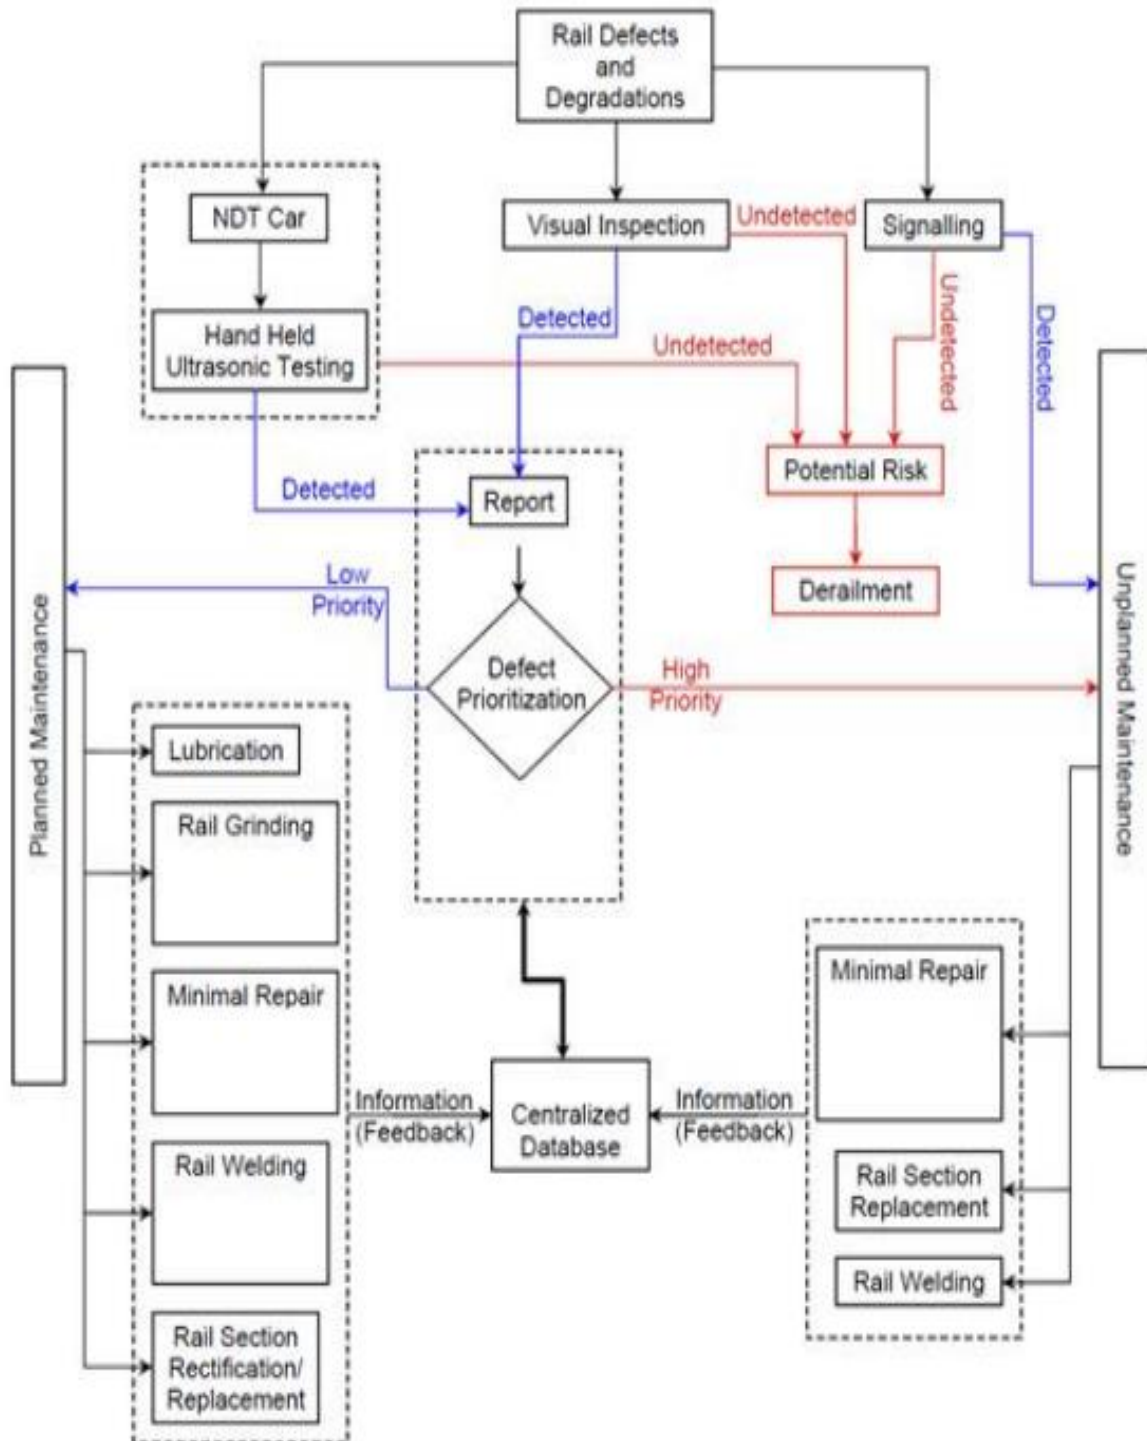 Rail Defects
and
Degradations
NDT Car
Visual Inspection
Undetected
Signalling
Hand Held
Ultrasonic Testing
Detected
Undetected
Undetected
Detected
Potential Risk
Detected
Report
Derailment
Low
Priority
Defect
Prioritization
High
Priority
Planned Maintenance
Unplanned Maintenance
Lubrication
Rail Grinding
Minimal Repair
Rail Welding
Rail Section
Rectification/
Replacement
Information
(Feedback)
Centralized
Database
Information
(Feedback)
Minimal Repair
Rail Section
Replacement
Rail Welding